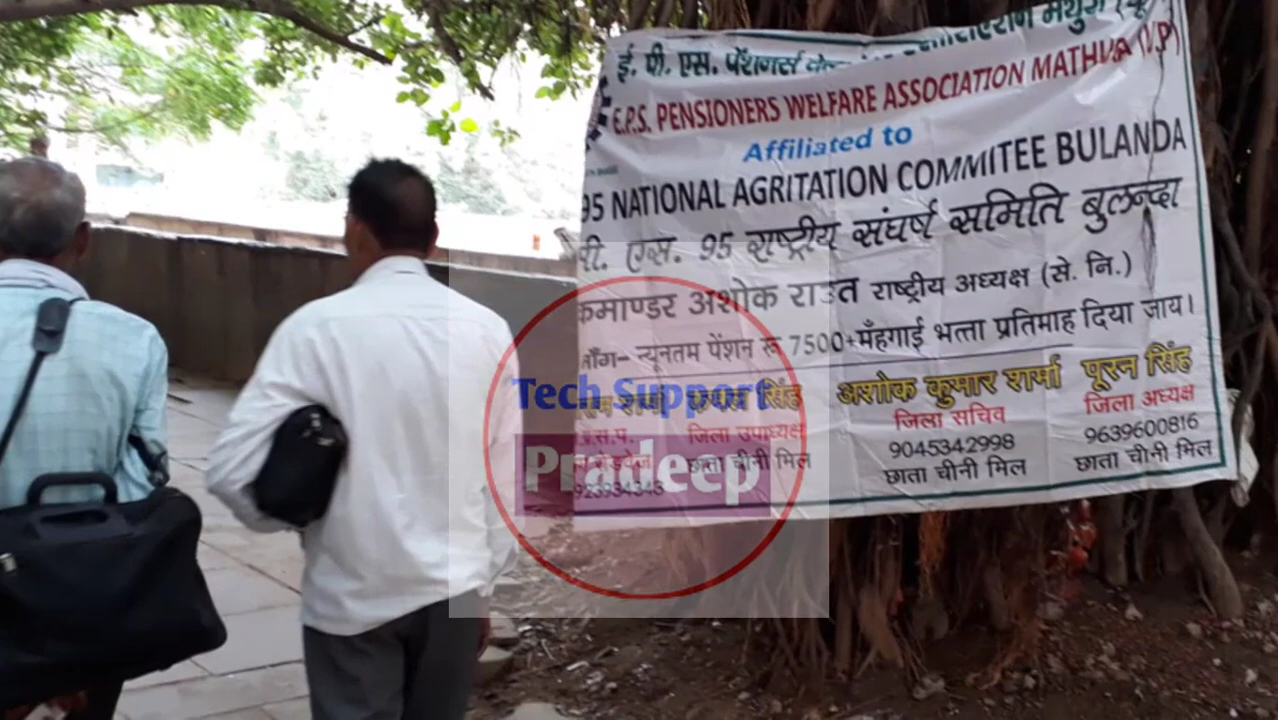 ई. पी. एस. पेंशनर्स
E.P.S. PENSIONERS WELFARE ASSOCIATION MATHURA (U.P)
Affiliated to
95 NATIONAL AGRITATION COMMITEE BULANDA
पी. एस. 95 राष्ट्रीय संघर्ष समिति बुलन्दा
कमाण्डर अशोक राउत राष्ट्रीय अध्यक्ष (से. नि.)
माँग- न्यूनतम पेंशन रू 7500+मँहगाई भत्ता प्रतिमाह दिया जाय।
सिंह अशोक कुमार शर्मा पूरन सिंह
जिला उपाध्यक्ष जिला सचिव जिला अध्यक्ष
9045342998 9639600816
छाता चीनी मिल छाता चीनी मिल छाता चीनी मिल
Tech Support
Pradeep